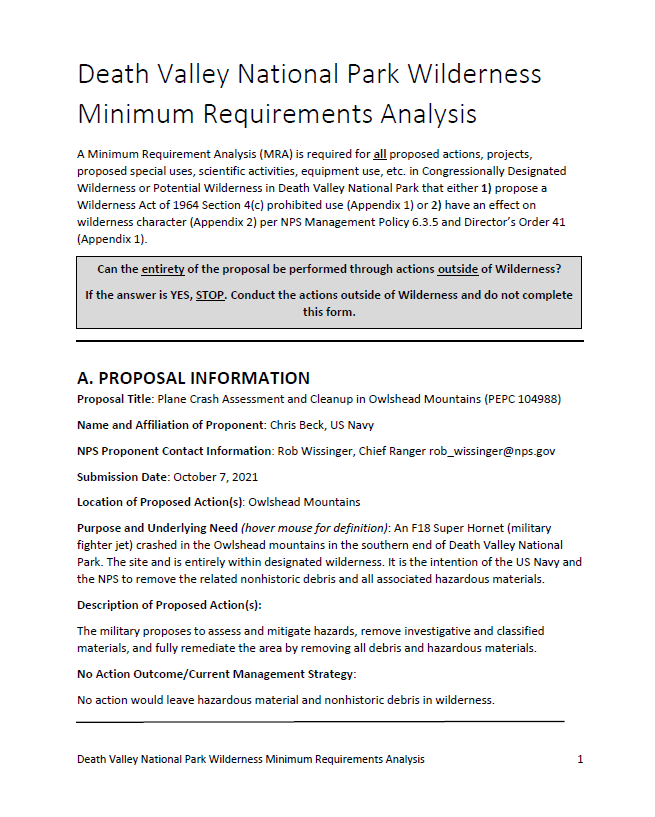 Death Valley National Park Wilderness
Minimum Requirements Analysis
A Minimum Requirement Analysis (MRA) is required for all proposed actions, projects,
proposed special uses, scientific activities, equipment use, etc. in Congressionally Designated
Wilderness or Potential Wilderness in Death Valley National Park that either 1) propose a
Wilderness Act of 1964 Section 4(c) prohibited use (Appendix 1) or 2) have an effect on
wilderness character (Appendix 2) per NPS Management Policy 6.3.5 and Director's Order 41
(Appendix 1).
Can the entirety of the proposal be performed through actions outside of Wilderness?
If the answer is YES, STOP. Conduct the actions outside of Wilderness and do not complete
this form.
A. PROPOSAL INFORMATION
Proposal Title: Plane Crash Assessment and Cleanup in Owlshead Mountains (PEPC 104988)
Name and Affiliation of Proponent: Chris Beck, US Navy
NPS Proponent Contact Information: Rob Wissinger, Chief Ranger rob_wissinger@nps.gov
Submission Date: October 7, 2021
Location of Proposed Action(s): Owlshead Mountains
Purpose and Underlying Need (hover mouse for definition): An F18 Super Hornet (military
fighter jet) crashed in the Owlshead mountains in the southern end of Death Valley National
Park. The site and is entirely within designated wilderness. It is the intention of the US Navy and
the NPS to remove the related nonhistoric debris and all associated hazardous materials.
Description of Proposed Action(s):
The military proposes to assess and mitigate hazards, remove investigative and classified
materials, and fully remediate the area by removing all debris and hazardous materials.
No Action Outcome/Current Management Strategy:
No action would leave hazardous material and nonhistoric debris in wilderness.
Death Valley National Park Wilderness Minimum Requirements Analysis 1